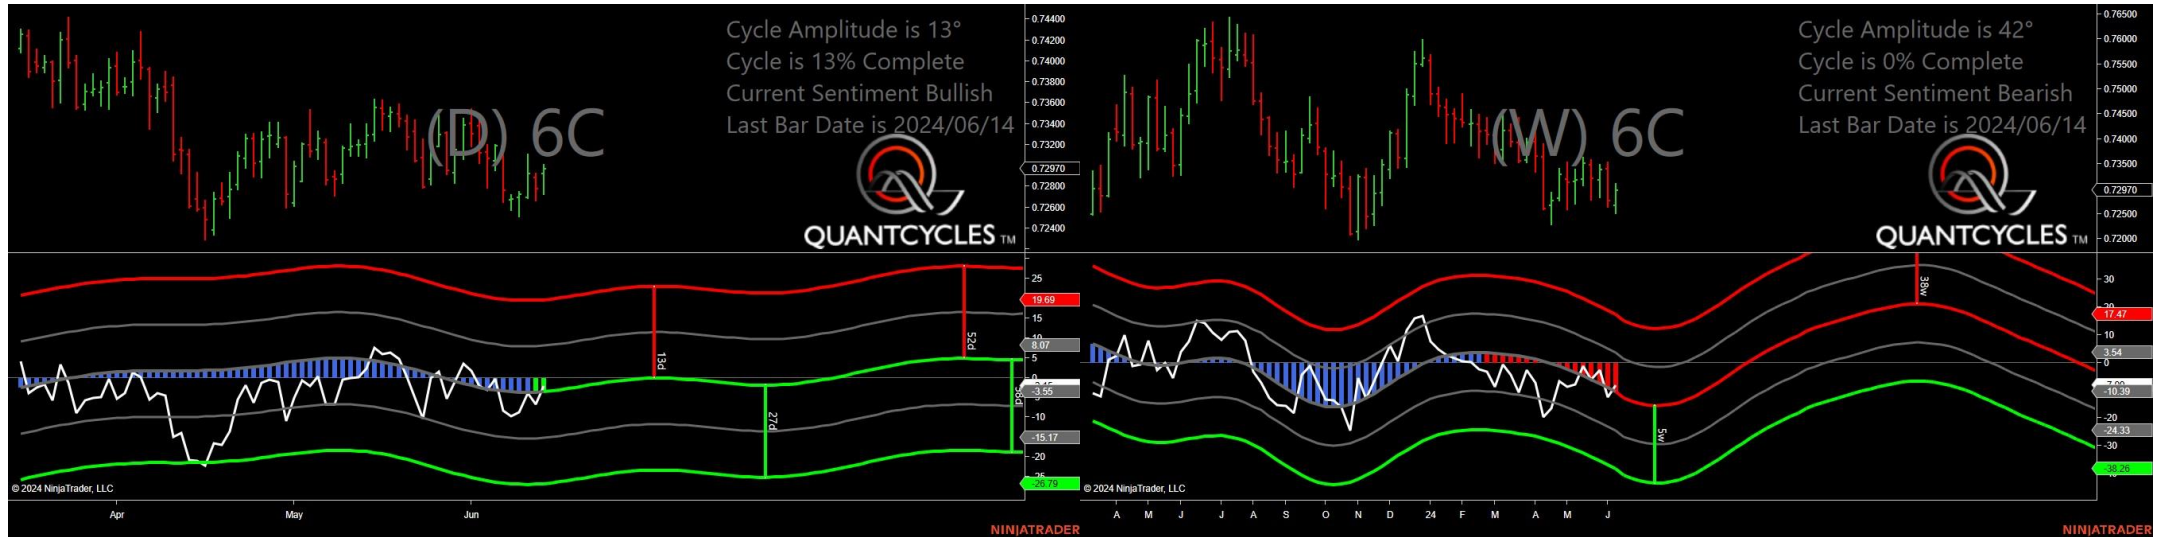 Cycle Amplitude is 13°
Cycle is 13% Complete
Current Sentiment Bullish
Last Bar Date is 2024/06/14
(D) 6C
QUANTCYCLES TM
0.74400
0.74200
0.74000
0.73800
0.73600
0.73400
0.73200
0.72970
0.72800
0.72600
0.72400
25
19.69
15
10
8.07
5
0
-3.55
-10
-15.17
-20
-26.79
13d
27d
52d
© 2024 NinjaTrader, LLC
Apr
May
Jun
NINJATRADER
Cycle Amplitude is 42°
Cycle is 0% Complete
Current Sentiment Bearish
Last Bar Date is 2024/06/14
(W) 6C
QUANTCYCLES TM
0.76500
0.76000
0.75500
0.75000
0.74500
0.74000
0.73500
0.72970
0.72500
0.72000
30
20
17.47
10
3.54
0
-10.39
-20
-24.33
-30
-38.26
5w
38w
© 2024 NinjaTrader, LLC
A M J J A S O N D 24 F M A M J
NINJATRADER